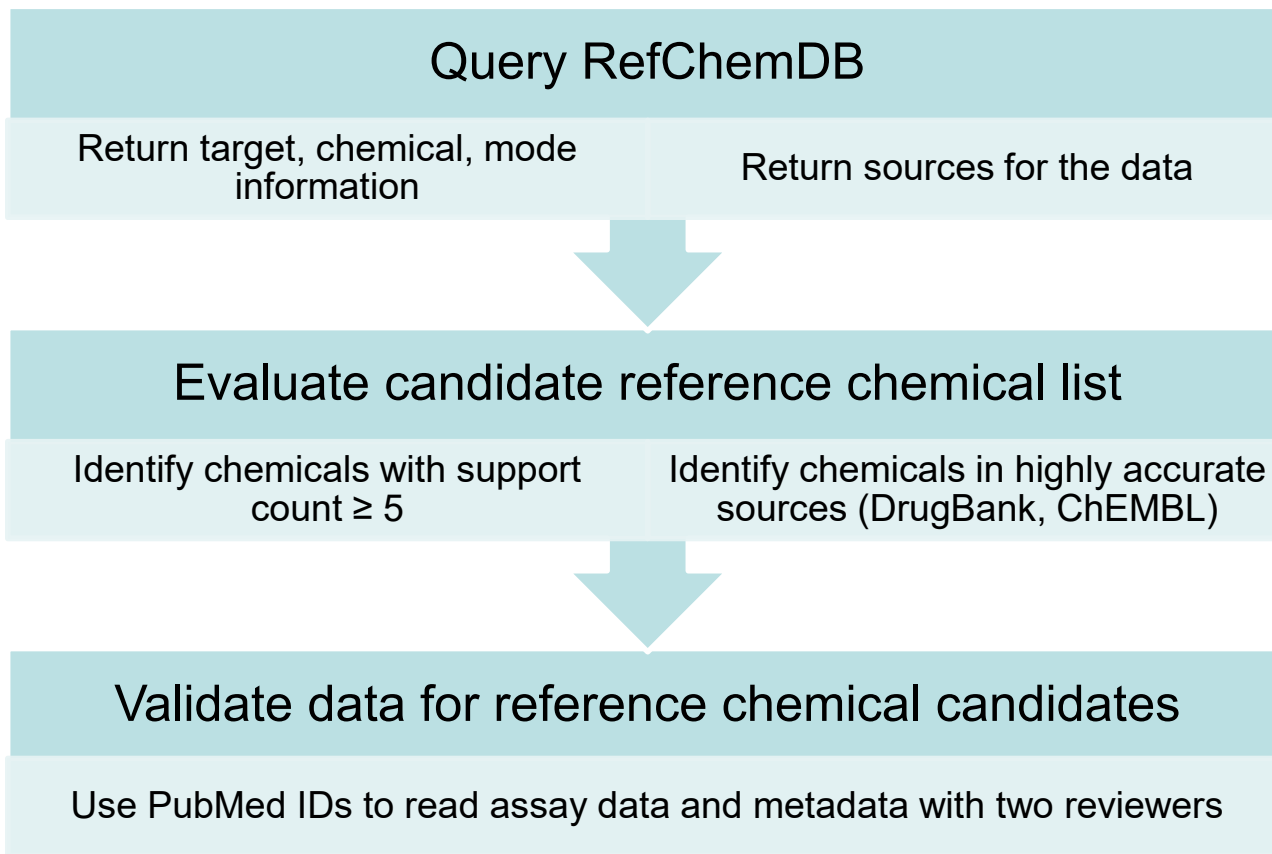 Query RefChemDB
Return target, chemical, mode
information
Return sources for the data
Evaluate candidate reference chemical list
Identify chemicals with support
count ≥ 5
Identify chemicals in highly accurate
sources (DrugBank, ChEMBL)
Validate data for reference chemical candidates
Use PubMed IDs to read assay data and metadata with two reviewers